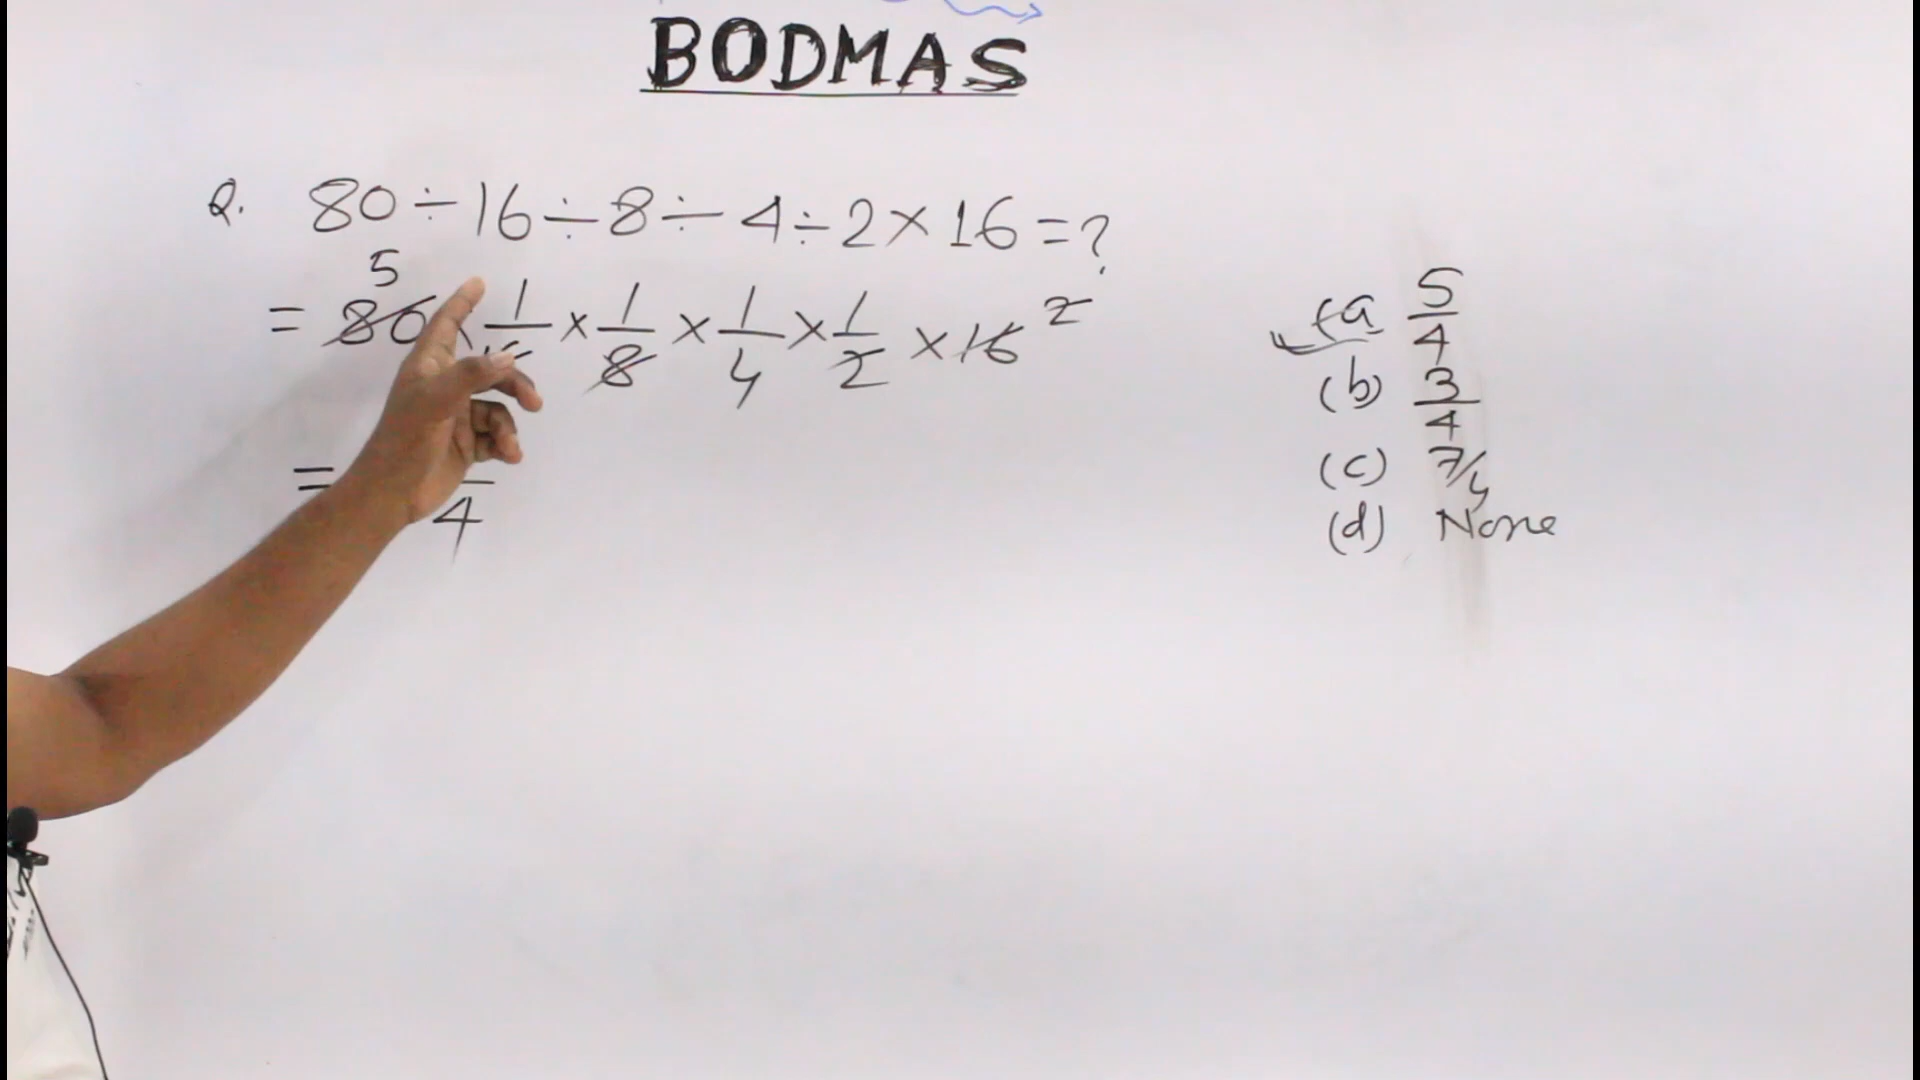 BODMAS
Q. 80÷16÷8÷4÷2×16=?
5
= 80 × 1/16 × 1/8 × 1/4 × 1/2 × 16 2
= /4
(a 5/4
(b) 3/4
(c) 7/4
(d) None